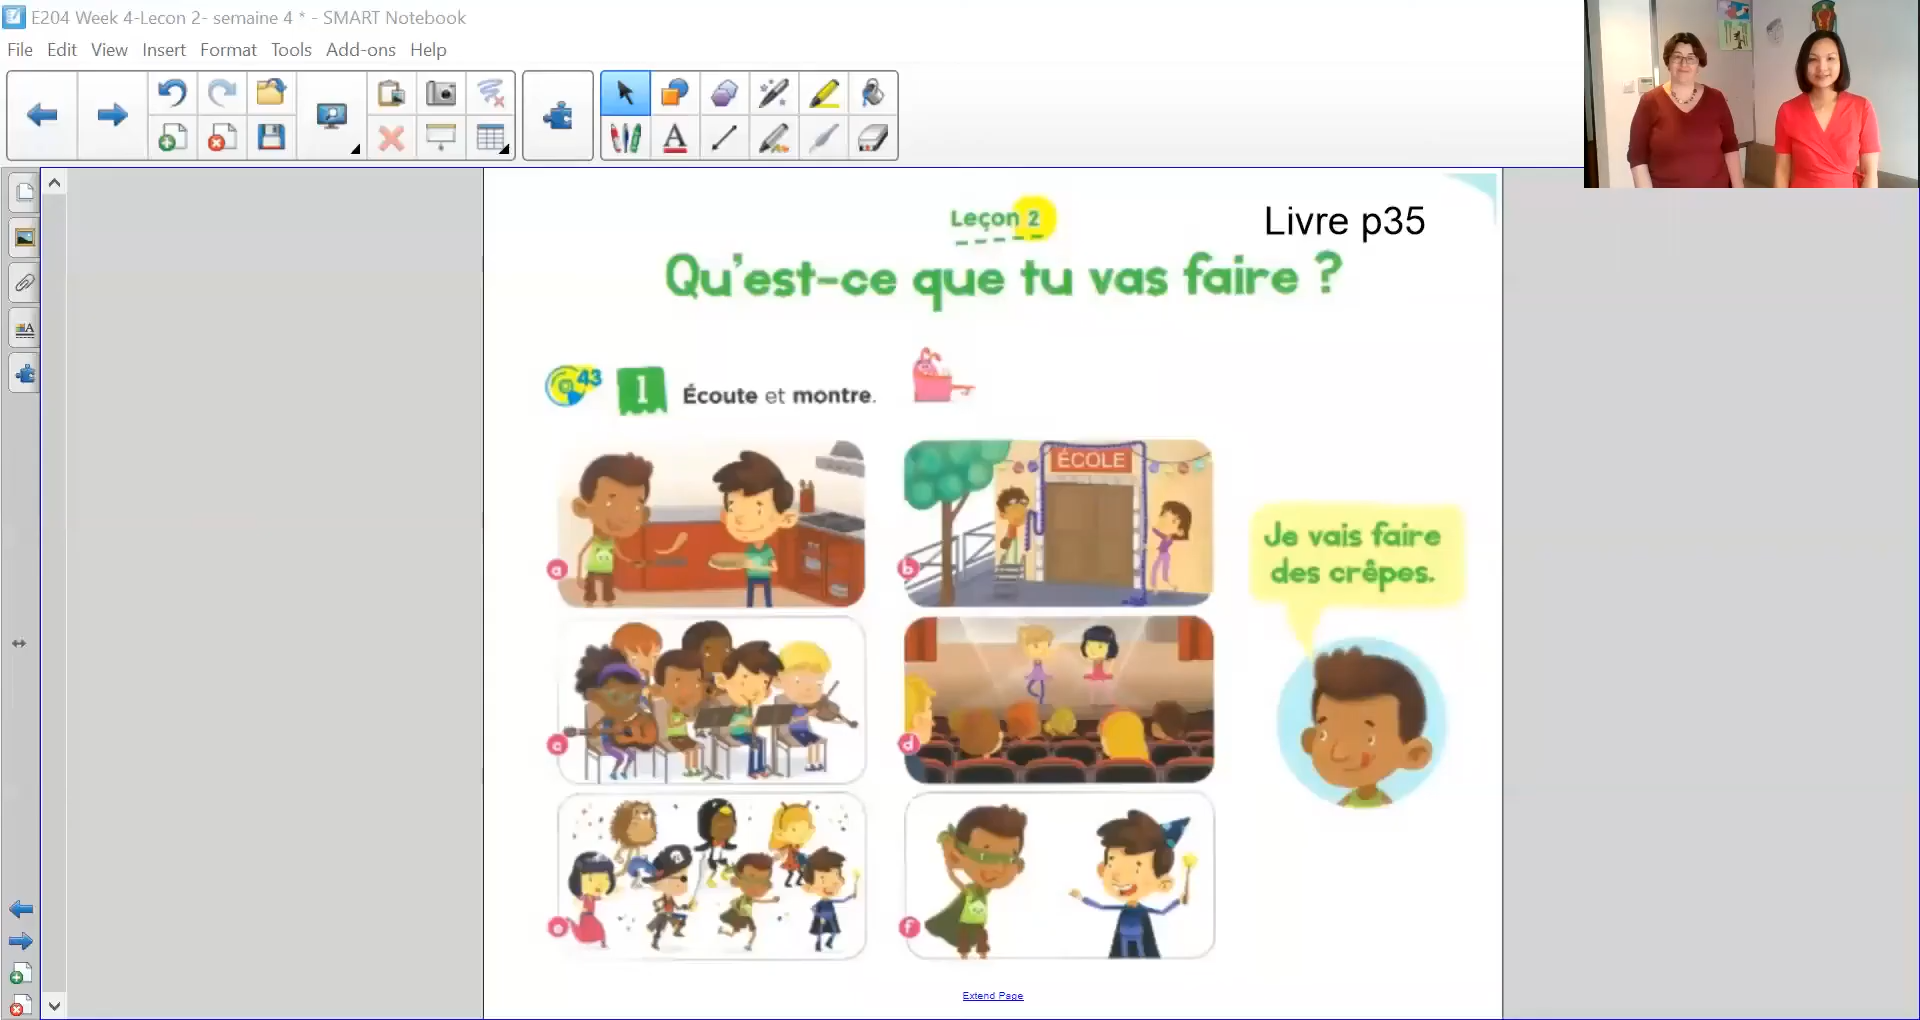 E204 Week 4-Lecon 2- semaine 4 * - SMART Notebook
File Edit View Insert Format Tools Add-ons Help
Leçon 2
Livre p35
Qu'est-ce que tu vas faire ?
43 1 Écoute et montre.
ÉCOLE
Je vais faire
des crêpes.
a
b
c
d
e
f
Extend Page